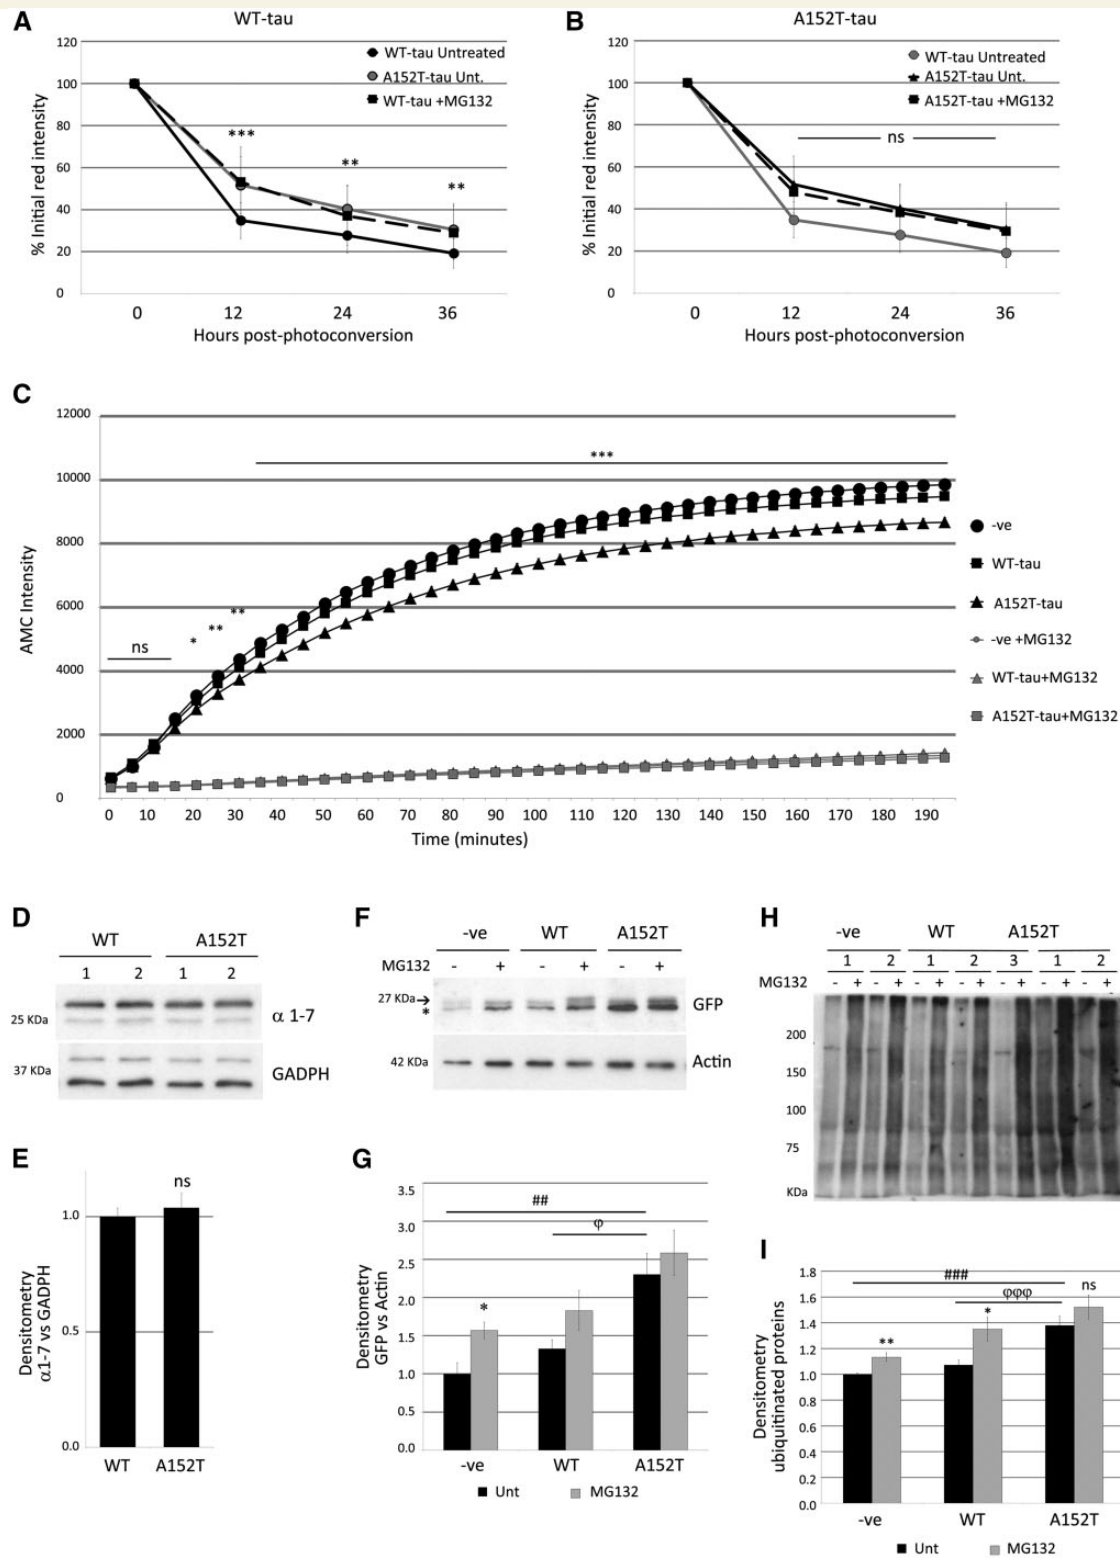 A
WT-tau
120
100
80
60
40
20
0
% Initial red intensity
WT-tau Untreated
A152T-tau Unt.
WT-tau +MG132
***
**
**
0 12 24 36
Hours post-photoconversion
B
A152T-tau
120
100
80
60
40
20
0
% Initial red intensity
WT-tau Untreated
A152T-tau Unt.
A152T-tau +MG132
ns
0 12 24 36
Hours post-photoconversion
C
12000
10000
8000
6000
4000
2000
0
AMC Intensity
ns
*
**
**
***
-ve
WT-tau
A152T-tau
-ve +MG132
WT-tau+MG132
A152T-tau+MG132
0 10 20 30 40 50 60 70 80 90 100 110 120 130 140 150 160 170 180 190
Time (minutes)
D
WT A152T
1 2 1 2
25 KDa
α 1-7
37 KDa
GADPH
E
ns
1.0
0.5
0.0
Densitometry
α1-7 vs GADPH
WT A152T
F
-ve WT A152T
MG132 - + - + - +
27 KDa
*
GFP
42 KDa
Actin
G
3.5
3.0
2.5
2.0
1.5
1.0
0.5
0.0
Densitometry
GFP vs Actin
##
φ
*
-ve WT A152T
Unt MG132
H
-ve WT A152T
1 2 1 2 3 1 2
MG132 - + - + - + - + - + - + - +
200
150
100
75
KDa
I
1.8
1.6
1.4
1.2
1.0
0.8
0.6
0.4
0.2
0.0
Densitometry
ubiquitinated proteins
###
φφφ
**
*
ns
-ve WT A152T
Unt MG132